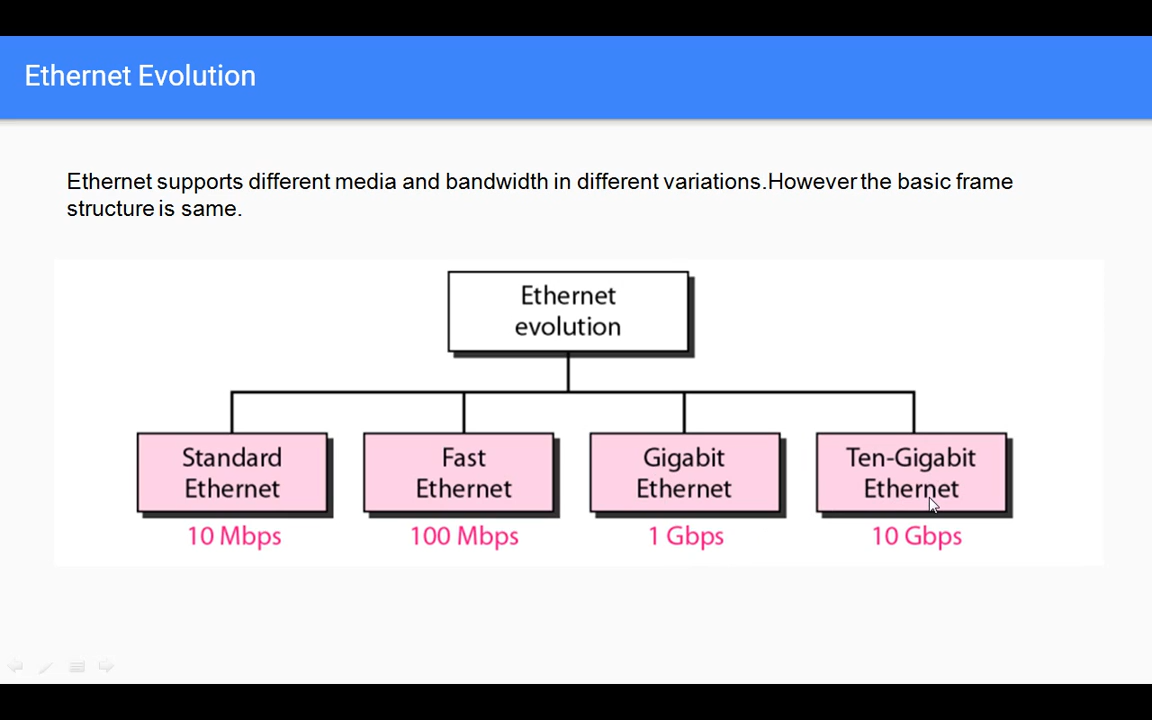 Ethernet Evolution
Ethernet supports different media and bandwidth in different variations.However the basic frame
structure is same.
Ethernet
evolution
Standard
Ethernet
Fast
Ethernet
Gigabit
Ethernet
Ten-Gigabit
Ethernet
10 Mbps
100 Mbps
1 Gbps
10 Gbps